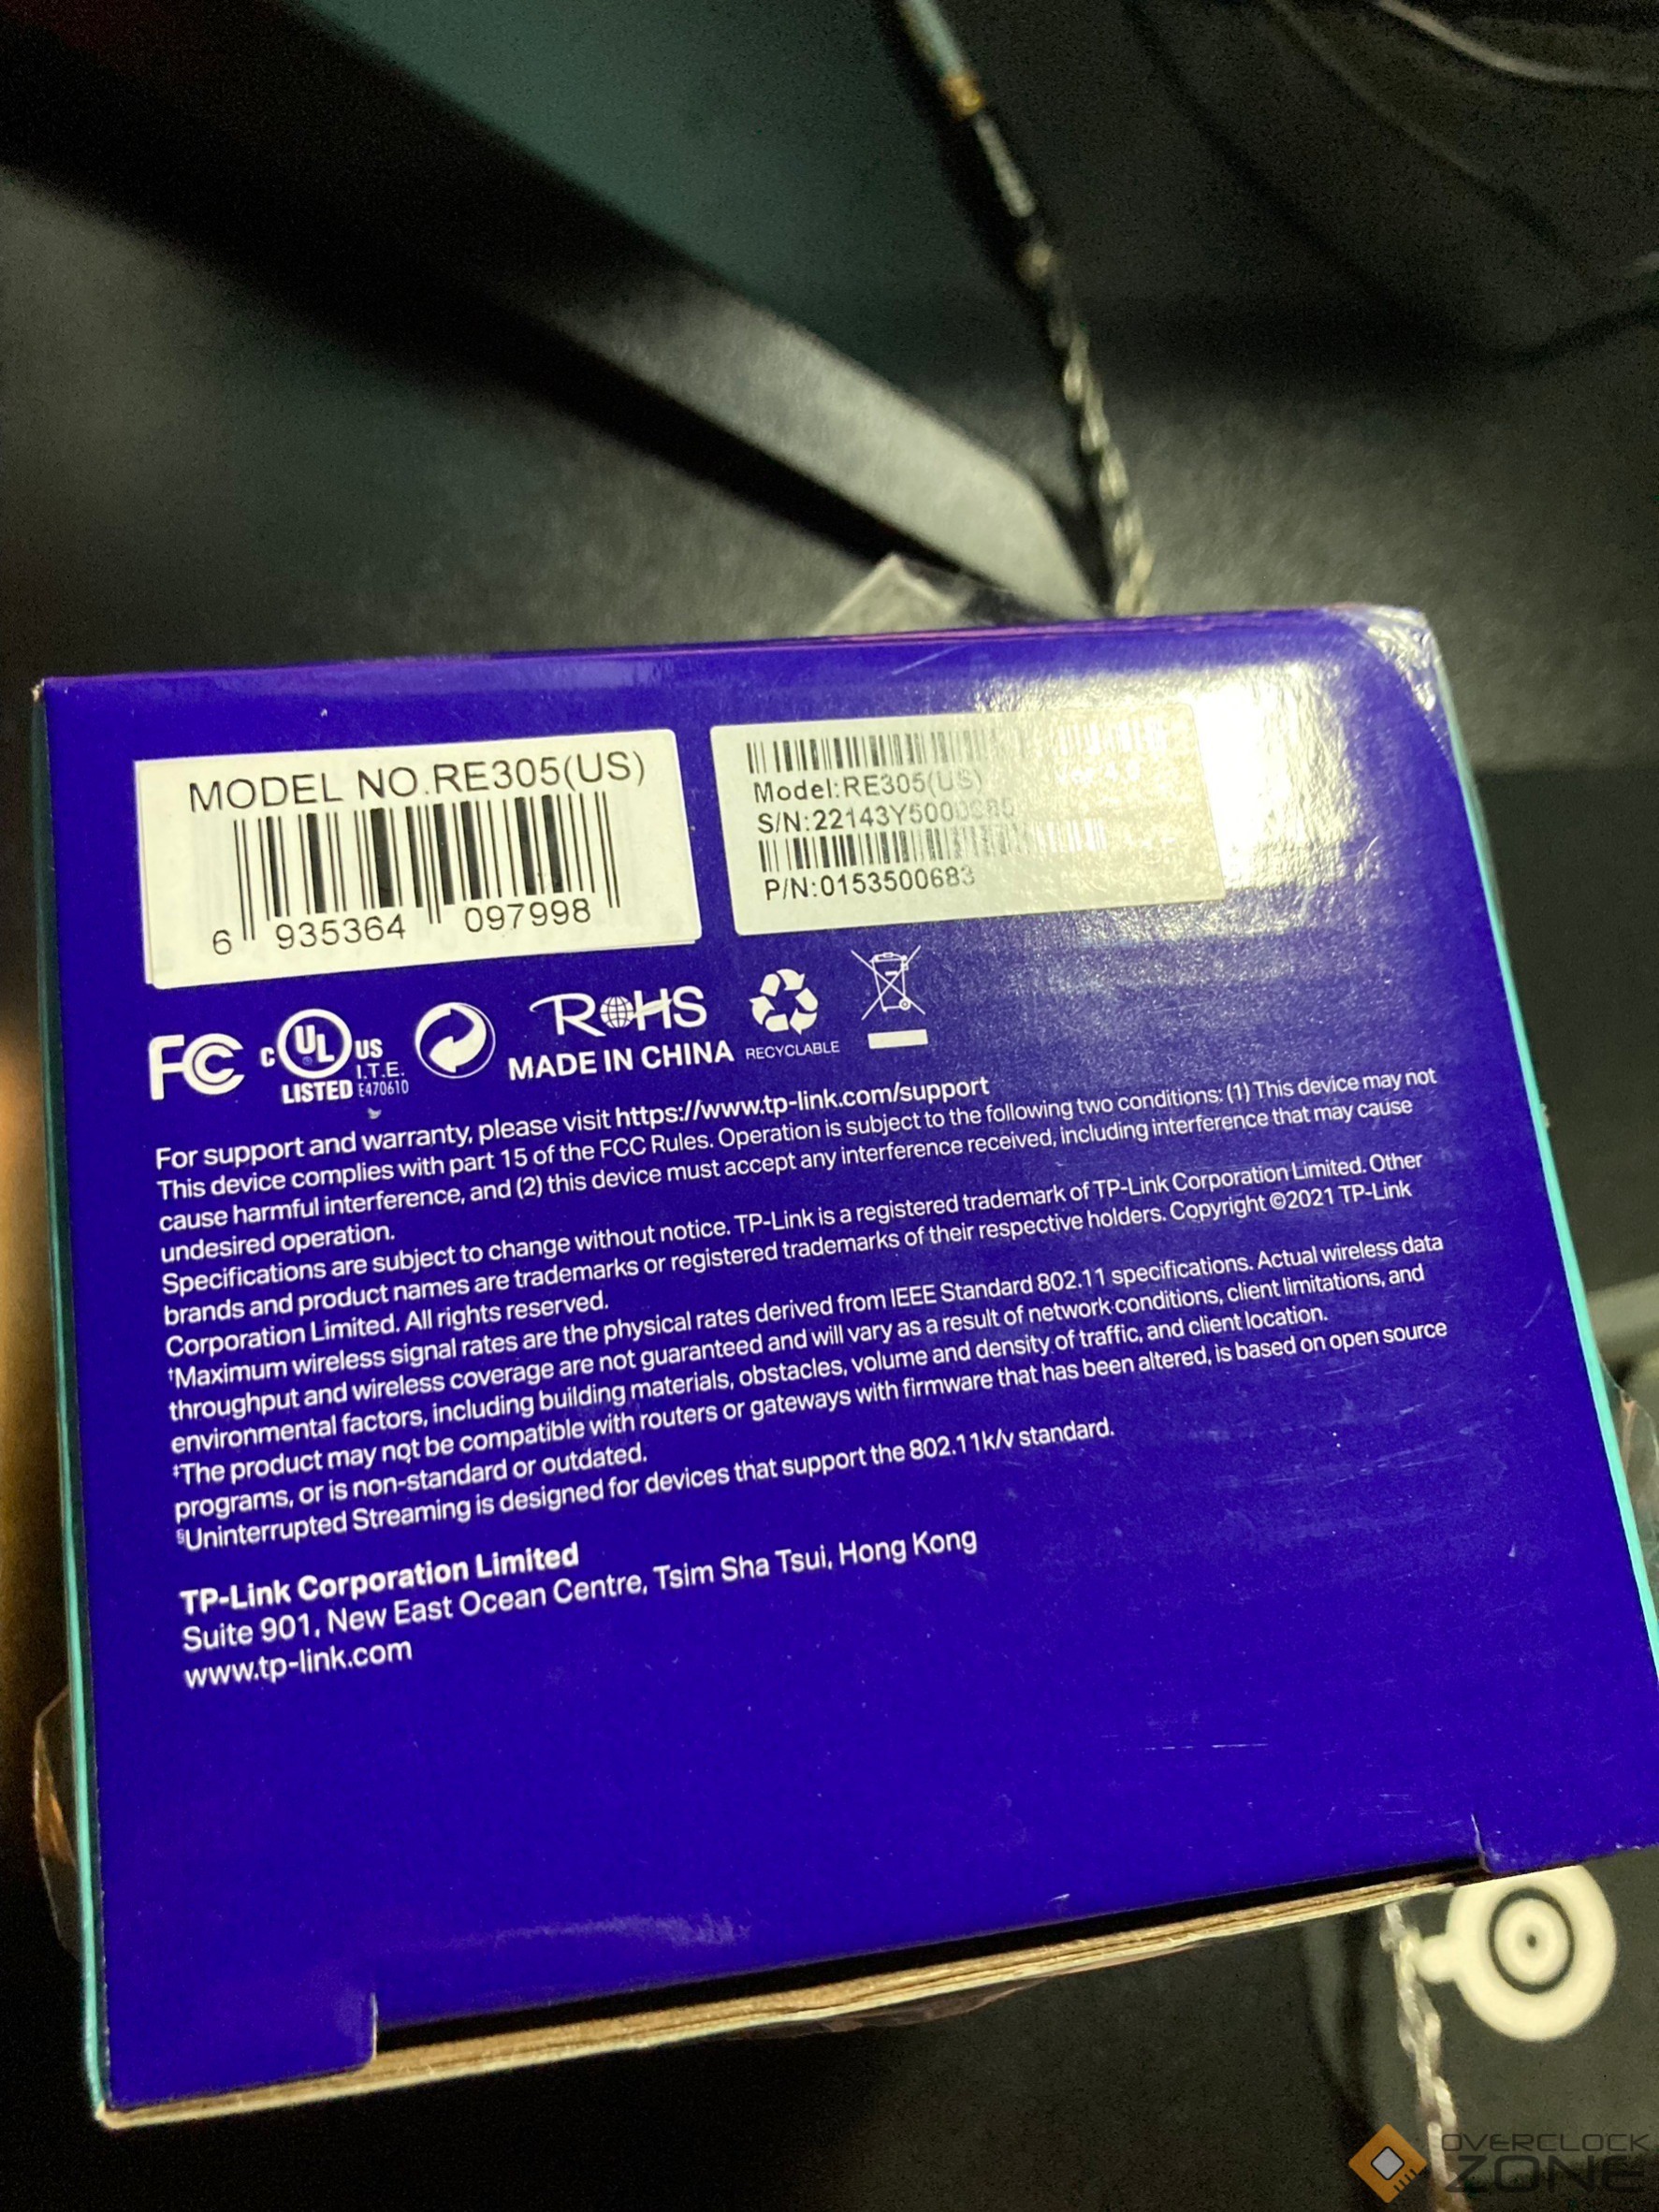 MODEL NO.RE305(US)
6 935364 097998
Model:RE305(US)
P/N:0153500683
FC
c UL US
I.T.E.
LISTED E470610
RoHS
MADE IN CHINA
RECYCLABLE
For support and warranty, please visit https://www.tp-link.com/support
This device complies with part 15 of the FCC Rules. Operation is subject to the following two conditions: (1) This device may not
cause harmful interference, and (2) this device must accept any interference received, including interference that may cause
undesired operation.
Specifications are subject to change without notice. TP-Link is a registered trademark of TP-Link Corporation Limited. Other
brands and product names are trademarks or registered trademarks of their respective holders. Copyright ©2021 TP-Link
Corporation Limited. All rights reserved.
†Maximum wireless signal rates are the physical rates derived from IEEE Standard 802.11 specifications. Actual wireless data
throughput and wireless coverage are not guaranteed and will vary as a result of network conditions, client limitations, and
environmental factors, including building materials, obstacles, volume and density of traffic, and client location.
‡The product may not be compatible with routers or gateways with firmware that has been altered, is based on open source
programs, or is non-standard or outdated.
§Uninterrupted Streaming is designed for devices that support the 802.11k/v standard.
TP-Link Corporation Limited
Suite 901, New East Ocean Centre, Tsim Sha Tsui, Hong Kong
www.tp-link.com
OVERCLOCK
ZONE